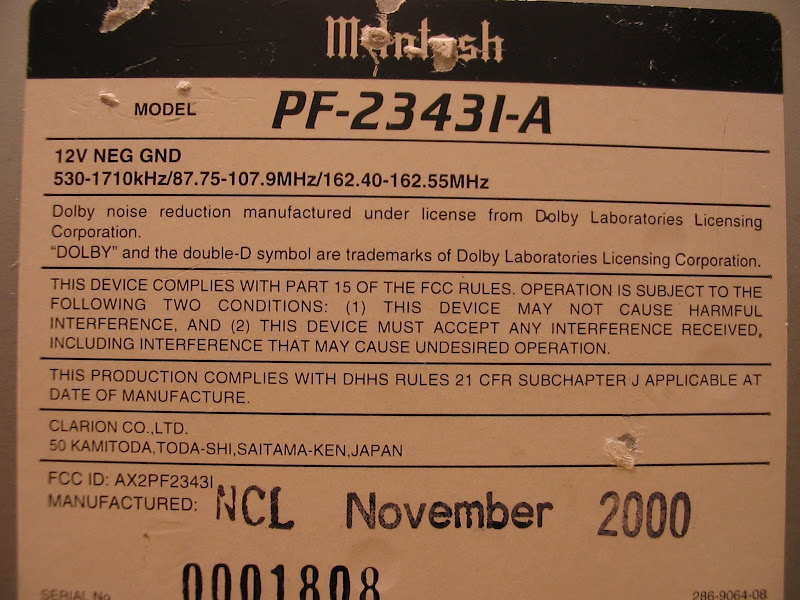 McIntosh
MODEL PF-2343I-A
12V NEG GND
530-1710kHz/87.75-107.9MHz/162.40-162.55MHz
Dolby noise reduction manufactured under license from Dolby Laboratories Licensing
Corporation.
“DOLBY” and the double-D symbol are trademarks of Dolby Laboratories Licensing Corporation.
THIS DEVICE COMPLIES WITH PART 15 OF THE FCC RULES. OPERATION IS SUBJECT TO THE
FOLLOWING TWO CONDITIONS: (1) THIS DEVICE MAY NOT CAUSE HARMFUL
INTERFERENCE, AND (2) THIS DEVICE MUST ACCEPT ANY INTERFERENCE RECEIVED,
INCLUDING INTERFERENCE THAT MAY CAUSE UNDESIRED OPERATION.
THIS PRODUCTION COMPLIES WITH DHHS RULES 21 CFR SUBCHAPTER J APPLICABLE AT
DATE OF MANUFACTURE.
CLARION CO.,LTD.
50 KAMITODA,TODA-SHI,SAITAMA-KEN,JAPAN
FCC ID: AX2PF2343I
MANUFACTURED: NCL November 2000
SERIAL No. 0001808 286-9064-08